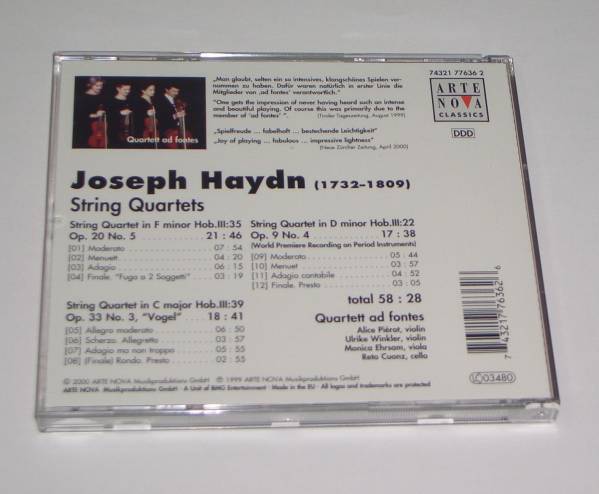 74321 77636 2
ARTE
NOVA
CLASSICS
DDD
Quartett ad fontes
„Man glaubt, selten ein so intensives, klangschönes Spielen ver-
nommen zu haben. Dafür waren natürlich in erster Linie die
Mitglieder von „ad fontes' verantwortlich.“
„One gets the impression of never having heard such an intense
and beautiful playing. Of course this was primarily due to the
member of 'ad fontes' “.
(Tiroler Tageszeitung, August 1999)
„Spielfreude ... fabelhaft ... bestechende Leichtigkeit“
„Joy of playing ... fabulous ... impressive lightness“
(Neue Zürcher Zeitung, April 2000)
Joseph Haydn (1732–1809)
String Quartets
String Quartet in F minor Hob.III:35
Op. 20 No. 5 21 : 46
[01] Moderato 07 : 54
[02] Menuett 04 : 20
[03] Adagio 06 : 15
[04] Finale. "Fuga a 2 Soggetti" 03 : 19
String Quartet in C major Hob.III:39
Op. 33 No. 3, "Vogel" 18 : 41
[05] Allegro moderato 06 : 50
[06] Scherzo. Allegretto 03 : 57
[07] Adagio ma non troppo 05 : 55
[08] (Finale) Rondo. Presto 02 : 55
String Quartet in D minor Hob.III:22
Op. 9 No. 4 17 : 38
(World Premiere Recording on Period Instruments)
[09] Moderato 05 : 44
[10] Menuet 03 : 57
[11] Adagio cantabile 04 : 52
[12] Finale. Presto 03 : 05
total 58 : 28
Quartett ad fontes
Alice Piérot, violin
Ulrike Winkler, violin
Monica Ehrsam, viola
Reto Cuonz, cello
7 43217 76362 6
LC 03480
© 2000 ARTE NOVA Musikproduktions GmbH ℗ 1999 ARTE NOVA Musikproduktions GmbH
ARTE NOVA Musikproduktions GmbH · A Unit of BMG Entertainment · Made in the EU · All logos and trademarks are protected